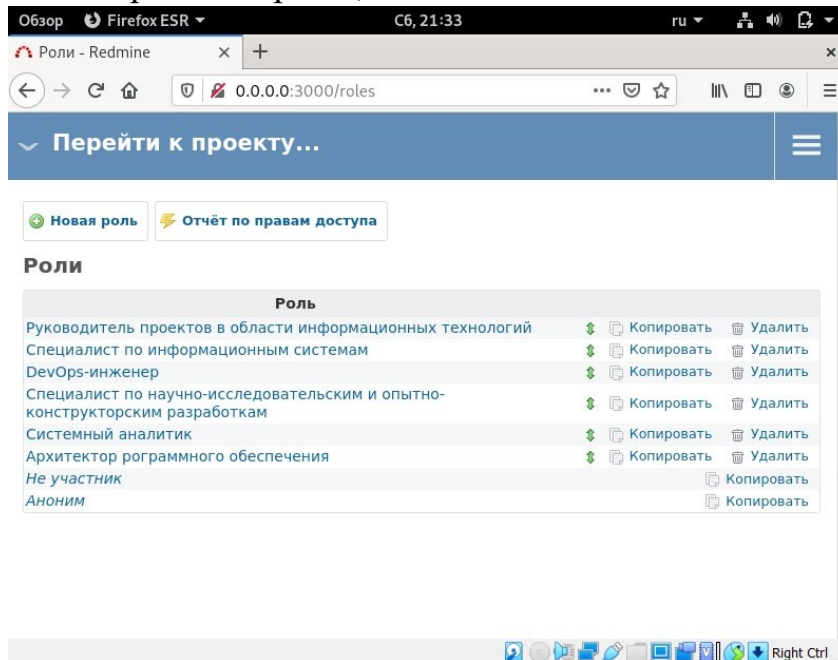 Обзор Firefox ESR Сб, 21:33 ru
Роли - Redmine
0.0.0.0:3000/roles
Перейти к проекту...
Новая роль Отчёт по правам доступа
Роли
Роль
Руководитель проектов в области информационных технологий Копировать Удалить
Специалист по информационным системам Копировать Удалить
DevOps-инженер Копировать Удалить
Специалист по научно-исследовательским и опытно-
конструкторским разработкам Копировать Удалить
Системный аналитик Копировать Удалить
Архитектор рограммного обеспечения Копировать Удалить
Не участник Копировать
Аноним Копировать
Right Ctrl